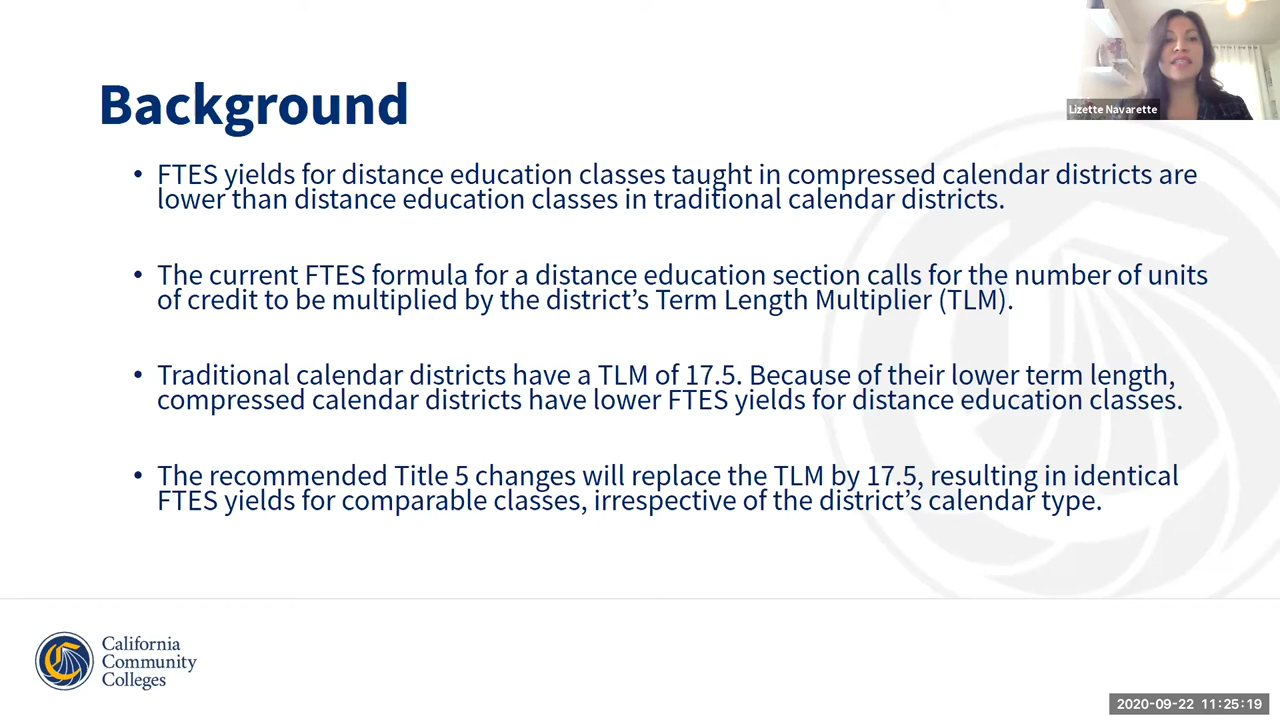 Lizette Navarette
Background
• FTES yields for distance education classes taught in compressed calendar districts are
lower than distance education classes in traditional calendar districts.
• The current FTES formula for a distance education section calls for the number of units
of credit to be multiplied by the district’s Term Length Multiplier (TLM).
• Traditional calendar districts have a TLM of 17.5. Because of their lower term length,
compressed calendar districts have lower FTES yields for distance education classes.
• The recommended Title 5 changes will replace the TLM by 17.5, resulting in identical
FTES yields for comparable classes, irrespective of the district’s calendar type.
California
Community
Colleges
2020-09-22 11:25:19